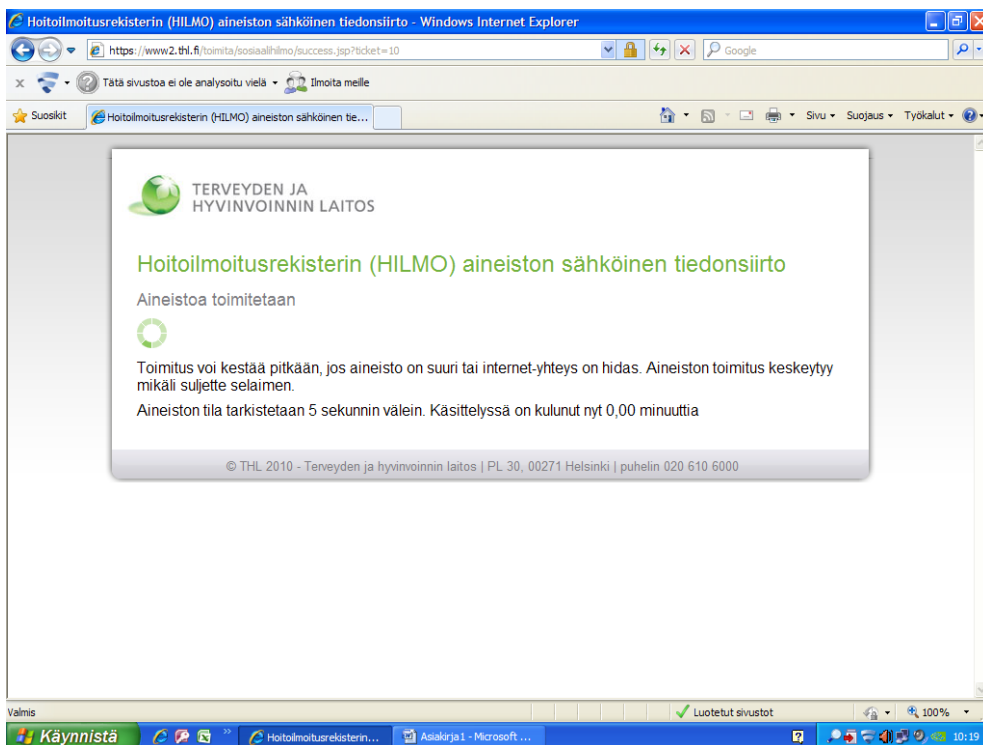 Hoitoilmoitusrekisterin (HILMO) aineiston sähköinen tiedonsiirto - Windows Internet Explorer
https://www2.thl.fi/toimita/sosiaalihilmo/success.jsp?ticket=10
Google
x
Tätä sivustoa ei ole analysoitu vielä
Ilmoita meille
Suosikit
Hoitoilmoitusrekisterin (HILMO) aineiston sähköinen tie...
Sivu
Suojaus
Työkalut
TERVEYDEN JA
HYVINVOINNIN LAITOS
Hoitoilmoitusrekisterin (HILMO) aineiston sähköinen tiedonsiirto
Aineistoa toimitetaan
Toimitus voi kestää pitkään, jos aineisto on suuri tai internet-yhteys on hidas. Aineiston toimitus keskeytyy
mikäli suljette selaimen.
Aineiston tila tarkistetaan 5 sekunnin välein. Käsittelyssä on kulunut nyt 0,00 minuuttia
© THL 2010 - Terveyden ja hyvinvoinnin laitos | PL 30, 00271 Helsinki | puhelin 020 610 6000
Valmis
Luotetut sivustot
100%
Käynnistä
»
Hoitoilmoitusrekisterin...
Asiakirja1 - Microsoft ...
10:19